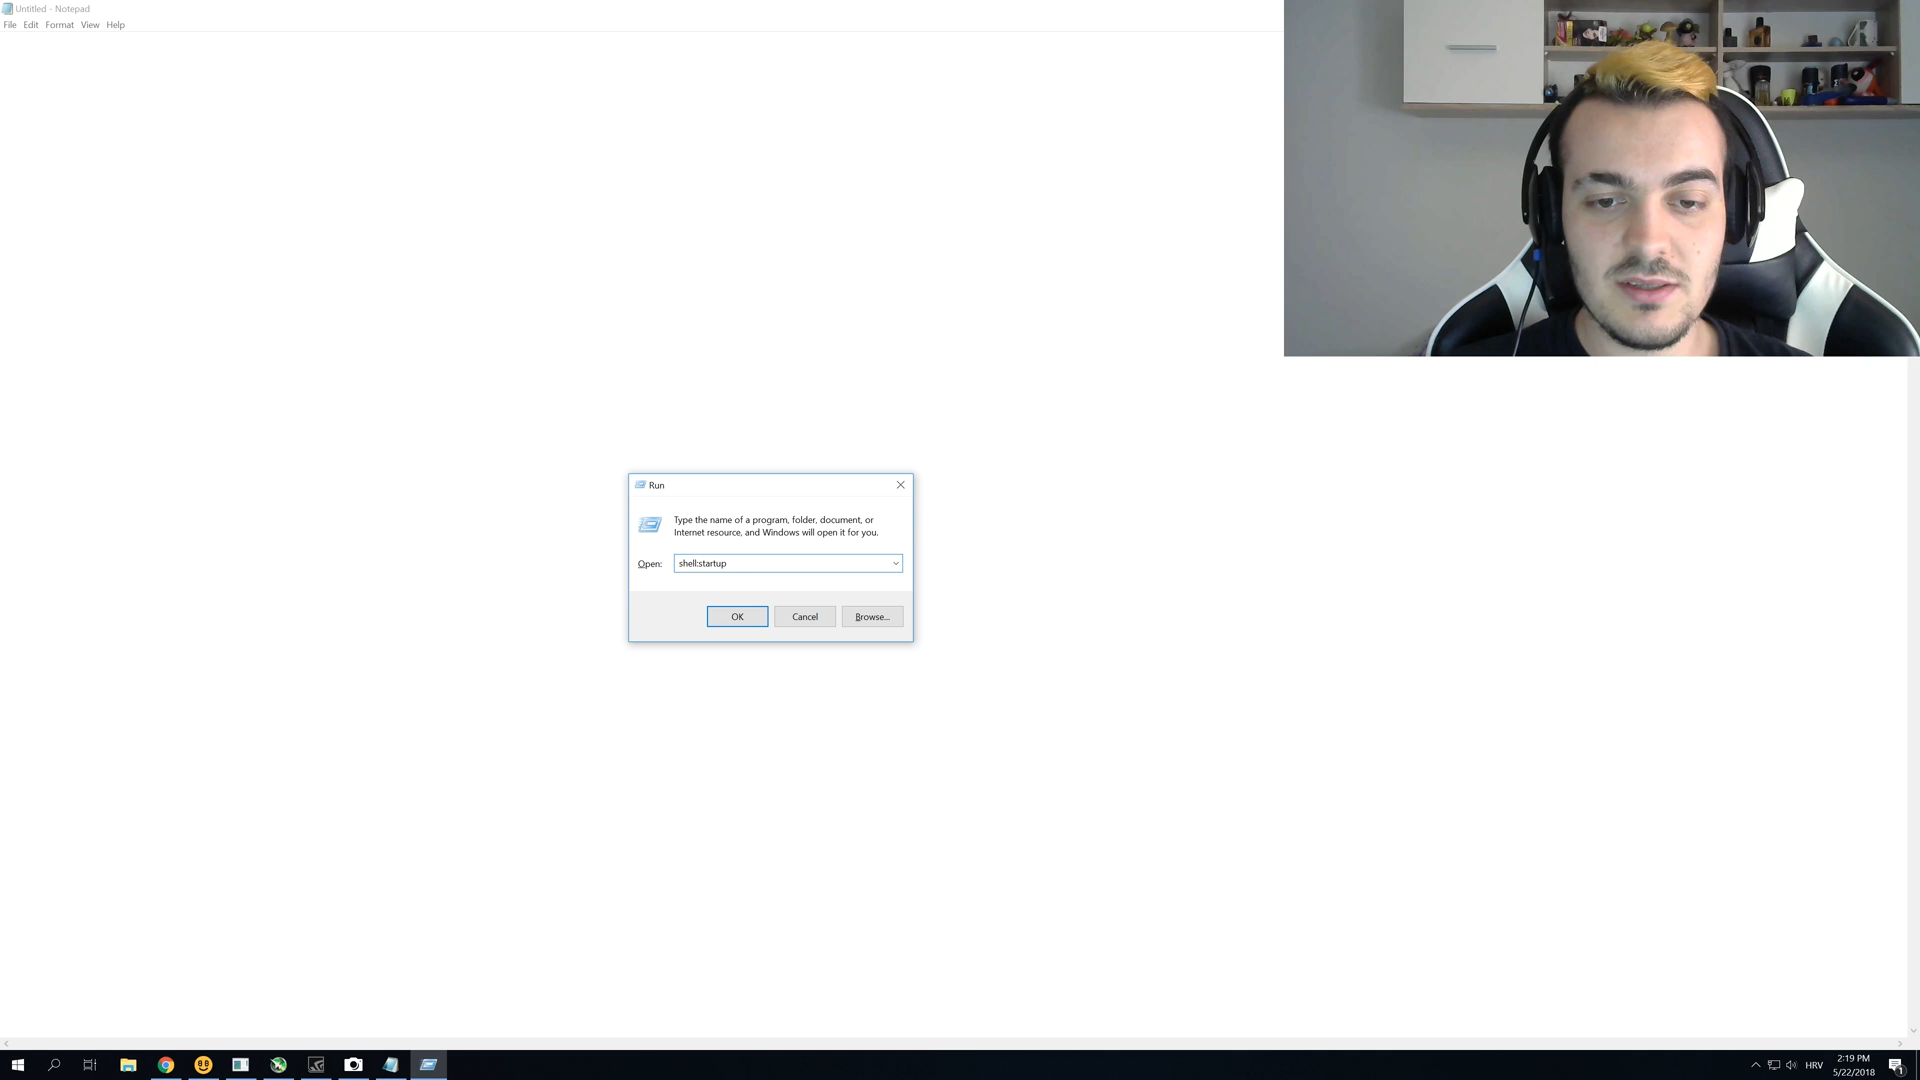 Untitled - Notepad
File Edit Format View Help
Run
Type the name of a program, folder, document, or
Internet resource, and Windows will open it for you.
Open: shell:startup
OK Cancel Browse...
HRV
2:19 PM
5/22/2018
1